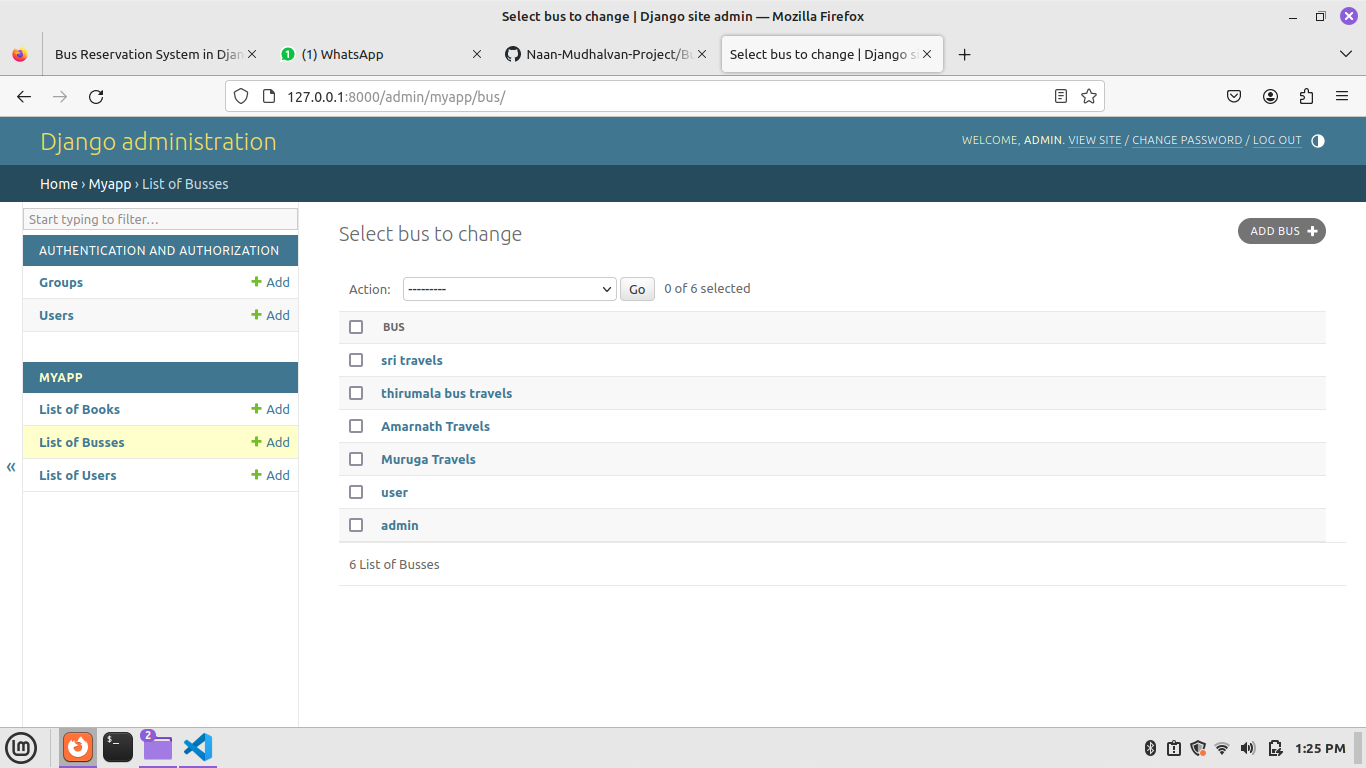 Select bus to change | Django site admin — Mozilla Firefox
Bus Reservation System in Djan
1 (1) WhatsApp
Naan-Mudhalvan-Project/Bu
Select bus to change | Django si
127.0.0.1:8000/admin/myapp/bus/
Django administration
WELCOME, ADMIN. VIEW SITE / CHANGE PASSWORD / LOG OUT
Home › Myapp › List of Busses
Start typing to filter…
AUTHENTICATION AND AUTHORIZATION
Groups + Add
Users + Add
MYAPP
List of Books + Add
List of Busses + Add
List of Users + Add
«
Select bus to change
ADD BUS +
Action: --------- Go 0 of 6 selected
BUS
sri travels
thirumala bus travels
Amarnath Travels
Muruga Travels
user
admin
6 List of Busses
lm
$_
2
1:25 PM